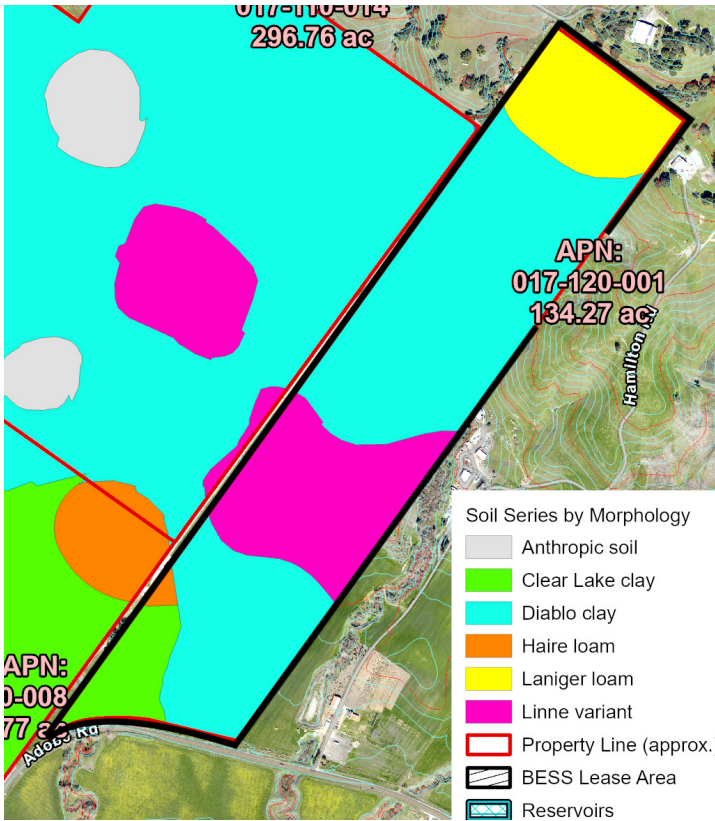 017-110-014
296.76 ac
APN:
017-120-001
134.27 ac
Hamilton Rd
Soil Series by Morphology
Anthropic soil
Clear Lake clay
Diablo clay
Haire loam
Laniger loam
Linne variant
Property Line (approx.)
BESS Lease Area
Reservoirs
APN:
0-008
77 ac
Adobe Rd